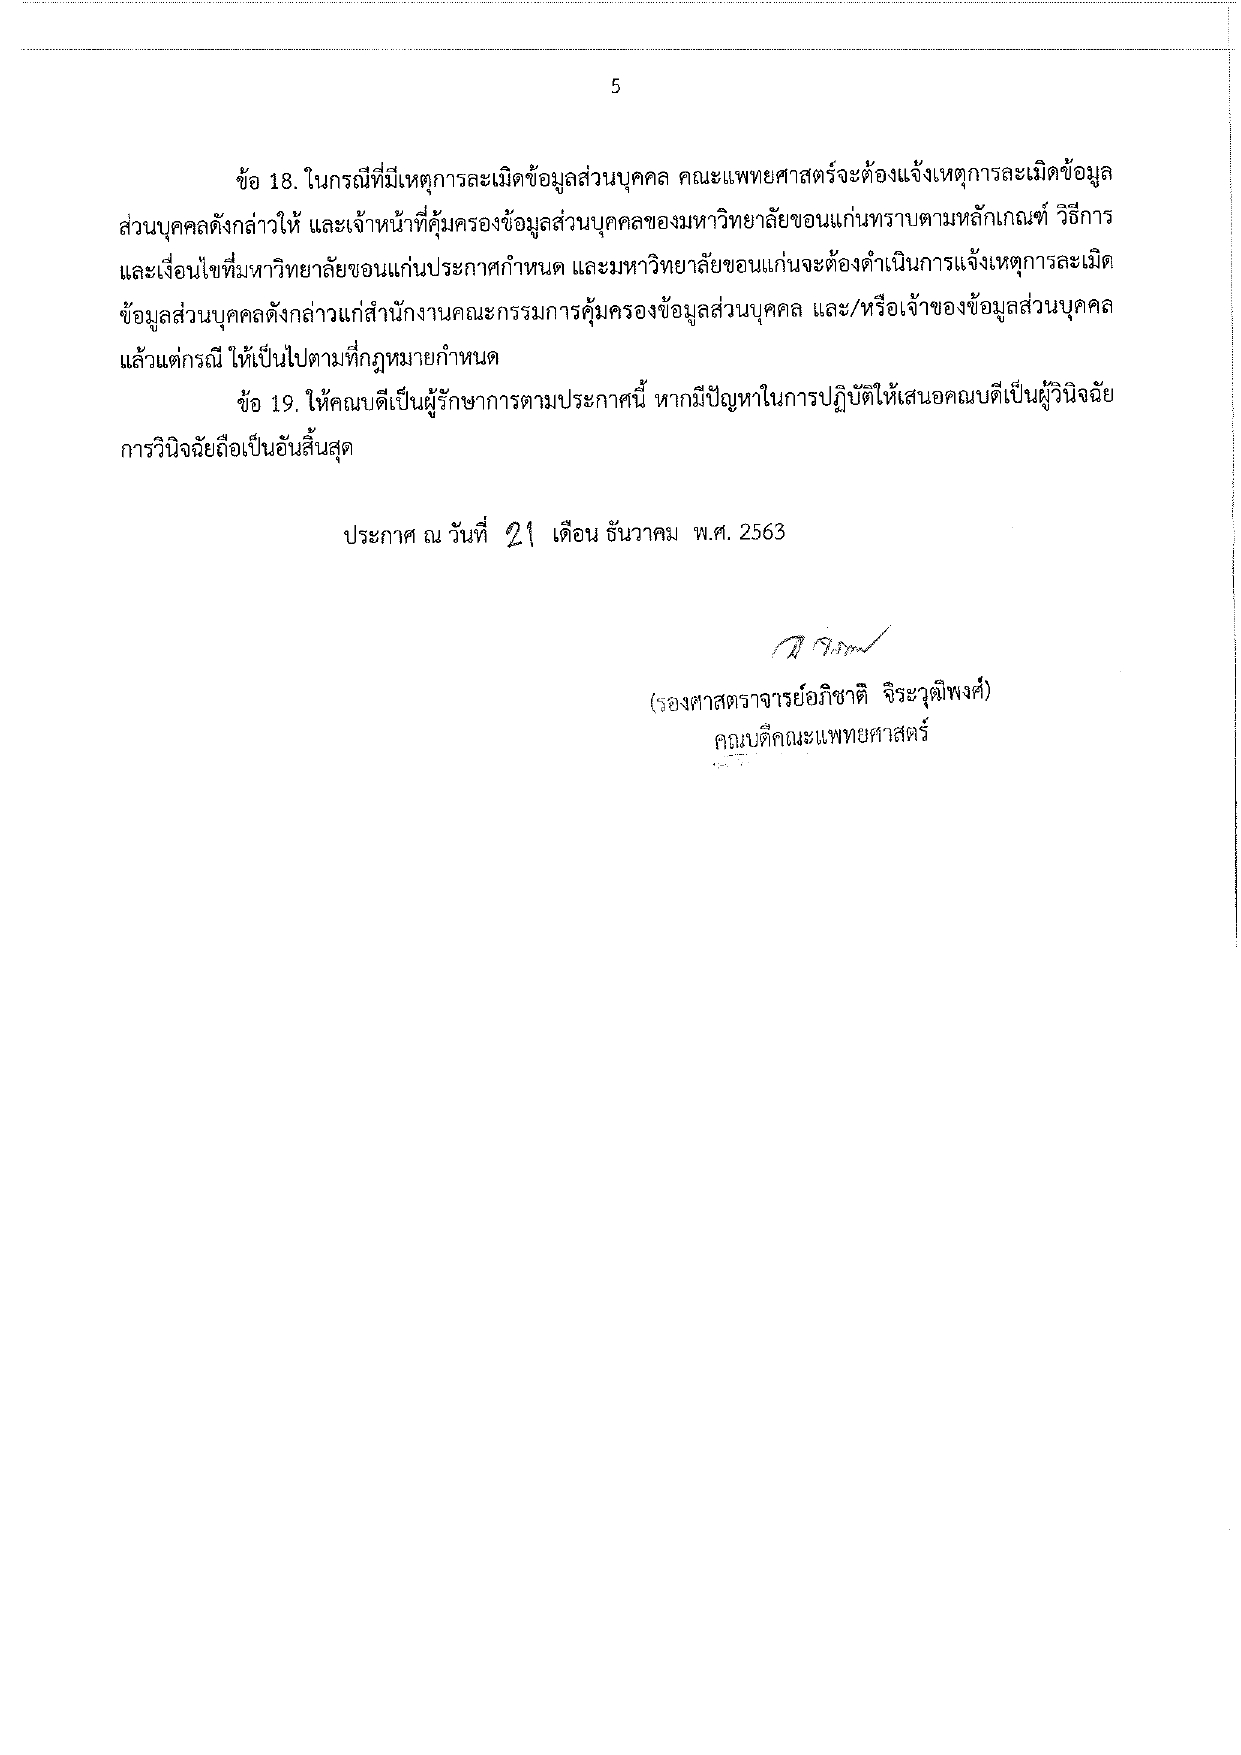 5
ข้อ 18. ในกรณีที่มีเหตุการละเมิดข้อมูลส่วนบุคคล คณะแพทยศาสตร์จะต้องแจ้งเหตุการละเมิดข้อมูล
ส่วนบุคคลดังกล่าวให้ และเจ้าหน้าที่คุ้มครองข้อมูลส่วนบุคคลของมหาวิทยาลัยขอนแก่นทราบตามหลักเกณฑ์ วิธีการ
และเงื่อนไขที่มหาวิทยาลัยขอนแก่นประกาศกำหนด และมหาวิทยาลัยขอนแก่นจะต้องดำเนินการแจ้งเหตุการละเมิด
ข้อมูลส่วนบุคคลดังกล่าวแก่สำนักงานคณะกรรมการคุ้มครองข้อมูลส่วนบุคคล และ/หรือเจ้าของข้อมูลส่วนบุคคล
แล้วแต่กรณี ให้เป็นไปตามที่กฎหมายกำหนด
ข้อ 19. ให้คณบดีเป็นผู้รักษาการตามประกาศนี้ หากมีปัญหาในการปฏิบัติให้เสนอคณบดีเป็นผู้วินิจฉัย
การวินิจฉัยถือเป็นอันสิ้นสุด
ประกาศ ณ วันที่ 21 เดือน ธันวาคม พ.ศ. 2563
(รองศาสตราจารย์อภิชาติ จิระวุฒิพงศ์)
คณบดีคณะแพทยศาสตร์